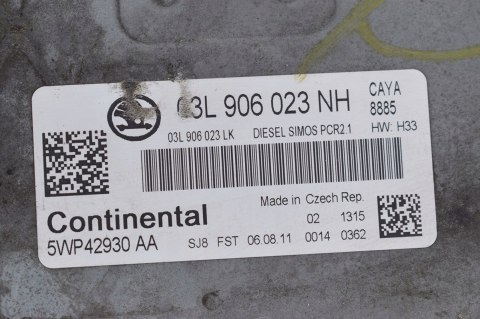 03L 906 023 NH CAYA
8885
03L 906 023 LK DIESEL SIMOS PCR2.1 HW: H33
Made in Czech Rep.
Continental 02 1315
5WP42930 AA SJ8 FST 06.08.11 0014 0362